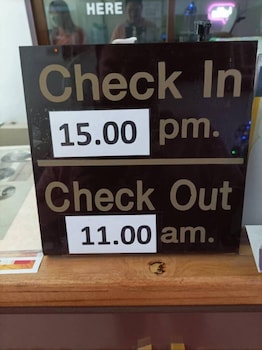 HERE
Check In
15.00 pm.
Check Out
11.00 am.